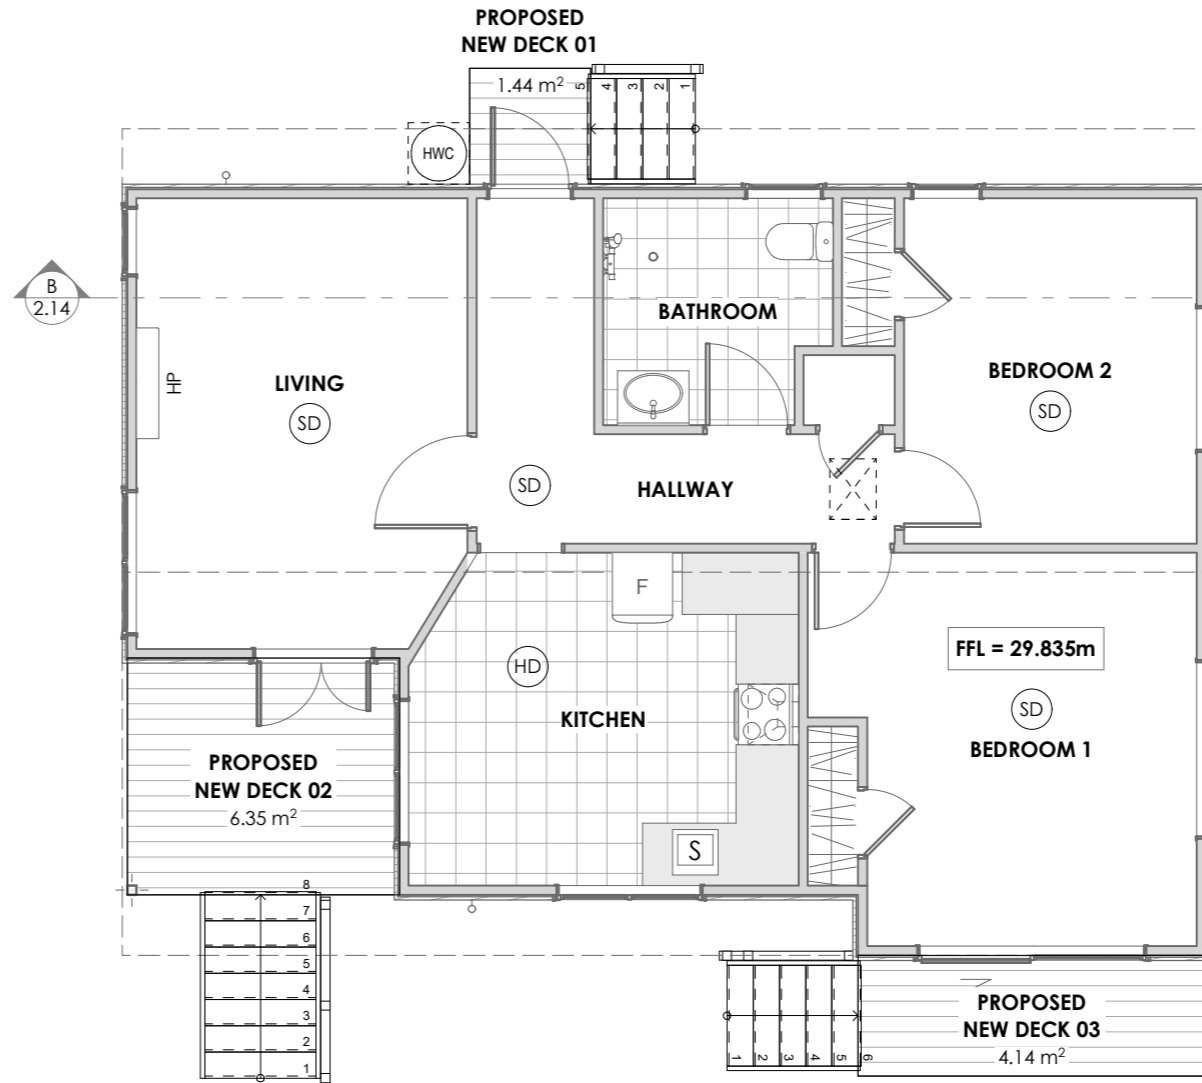 PROPOSED
NEW DECK 01
1.44 m²
5 4 3 2 1
HWC
B
2.14
HP
LIVING
SD
BATHROOM
BEDROOM 2
SD
SD
HALLWAY
F
HD
KITCHEN
FFL = 29.835m
SD
BEDROOM 1
PROPOSED
NEW DECK 02
6.35 m²
S
8
7
6
5
4
3
2
1
1 2 3 4 5 6
PROPOSED
NEW DECK 03
4.14 m²